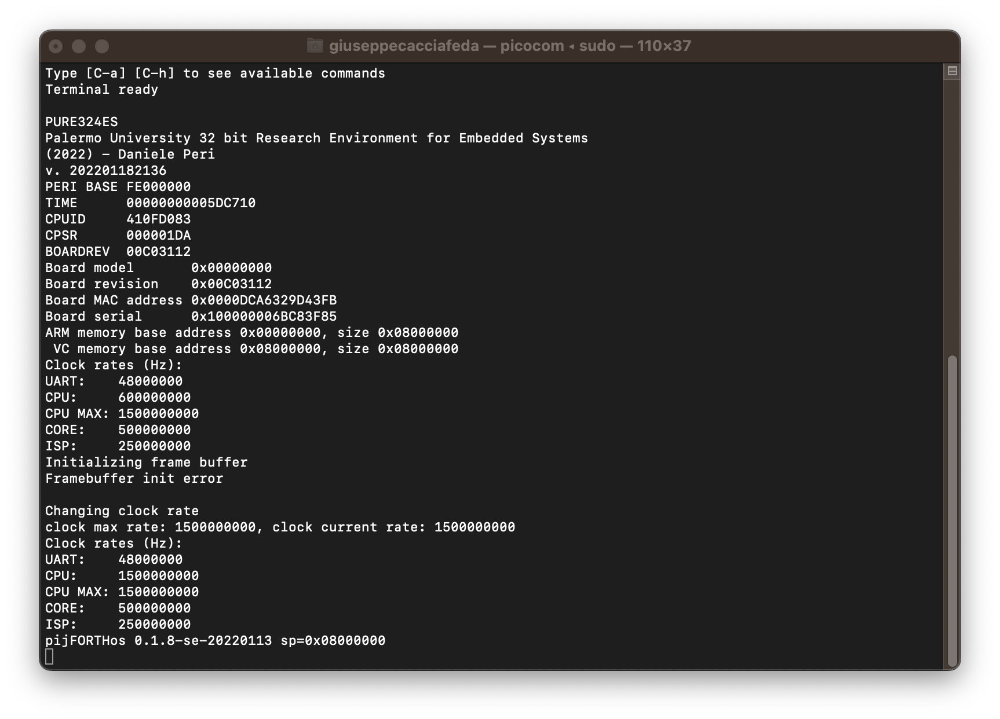 giuseppecacciafeda — picocom ◂ sudo — 110×37
Type [C-a] [C-h] to see available commands
Terminal ready
PURE324ES
Palermo University 32 bit Research Environment for Embedded Systems
(2022) - Daniele Peri
v. 202201182136
PERI BASE FE000000
TIME      00000000005DC710
CPUID     410FD083
CPSR      000001DA
BOARDREV  00C03112
Board model       0x00000000
Board revision    0x00C03112
Board MAC address 0x0000DCA6329D43FB
Board serial      0x100000006BC83F85
ARM memory base address 0x00000000, size 0x08000000
 VC memory base address 0x08000000, size 0x08000000
Clock rates (Hz):
UART:    48000000
CPU:     600000000
CPU MAX: 1500000000
CORE:    500000000
ISP:     250000000
Initializing frame buffer
Framebuffer init error
Changing clock rate
clock max rate: 1500000000, clock current rate: 1500000000
Clock rates (Hz):
UART:    48000000
CPU:     1500000000
CPU MAX: 1500000000
CORE:    500000000
ISP:     250000000
pijFORTHos 0.1.8-se-20220113 sp=0x08000000